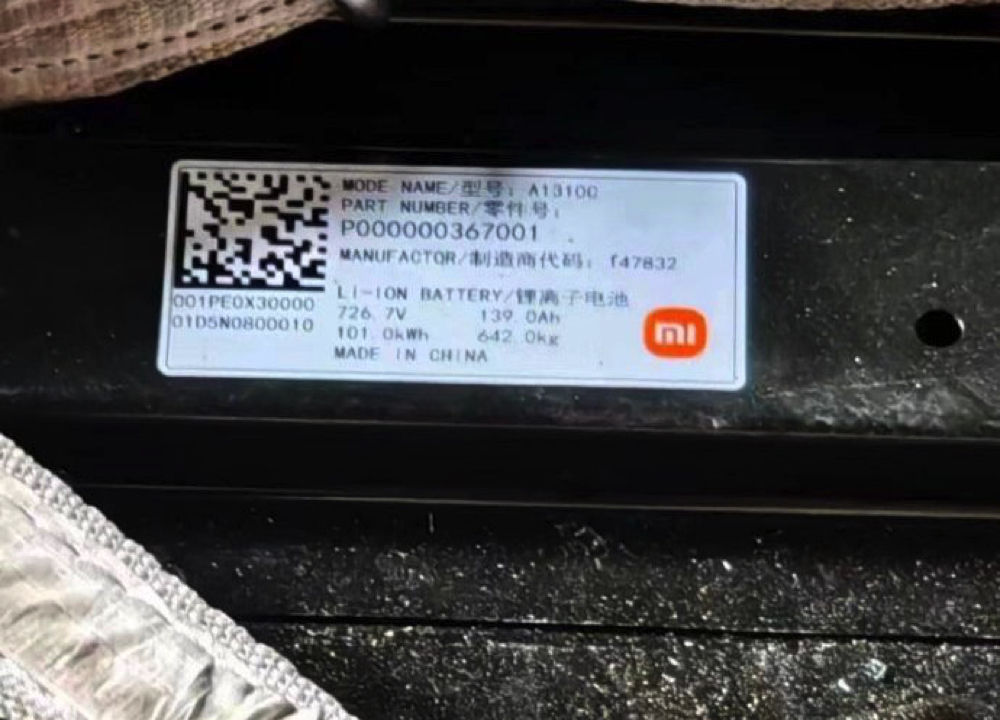 MODE NAME/型号: A1310C
PART NUMBER/零件号:
P000000367001
MANUFACTOR/制造商代码: f47832
001PE0X30000
01D5N0800010
LI-ION BATTERY/锂离子电池
726.7V 139.0Ah
101.0kWh 642.0kg
MADE IN CHINA
mi